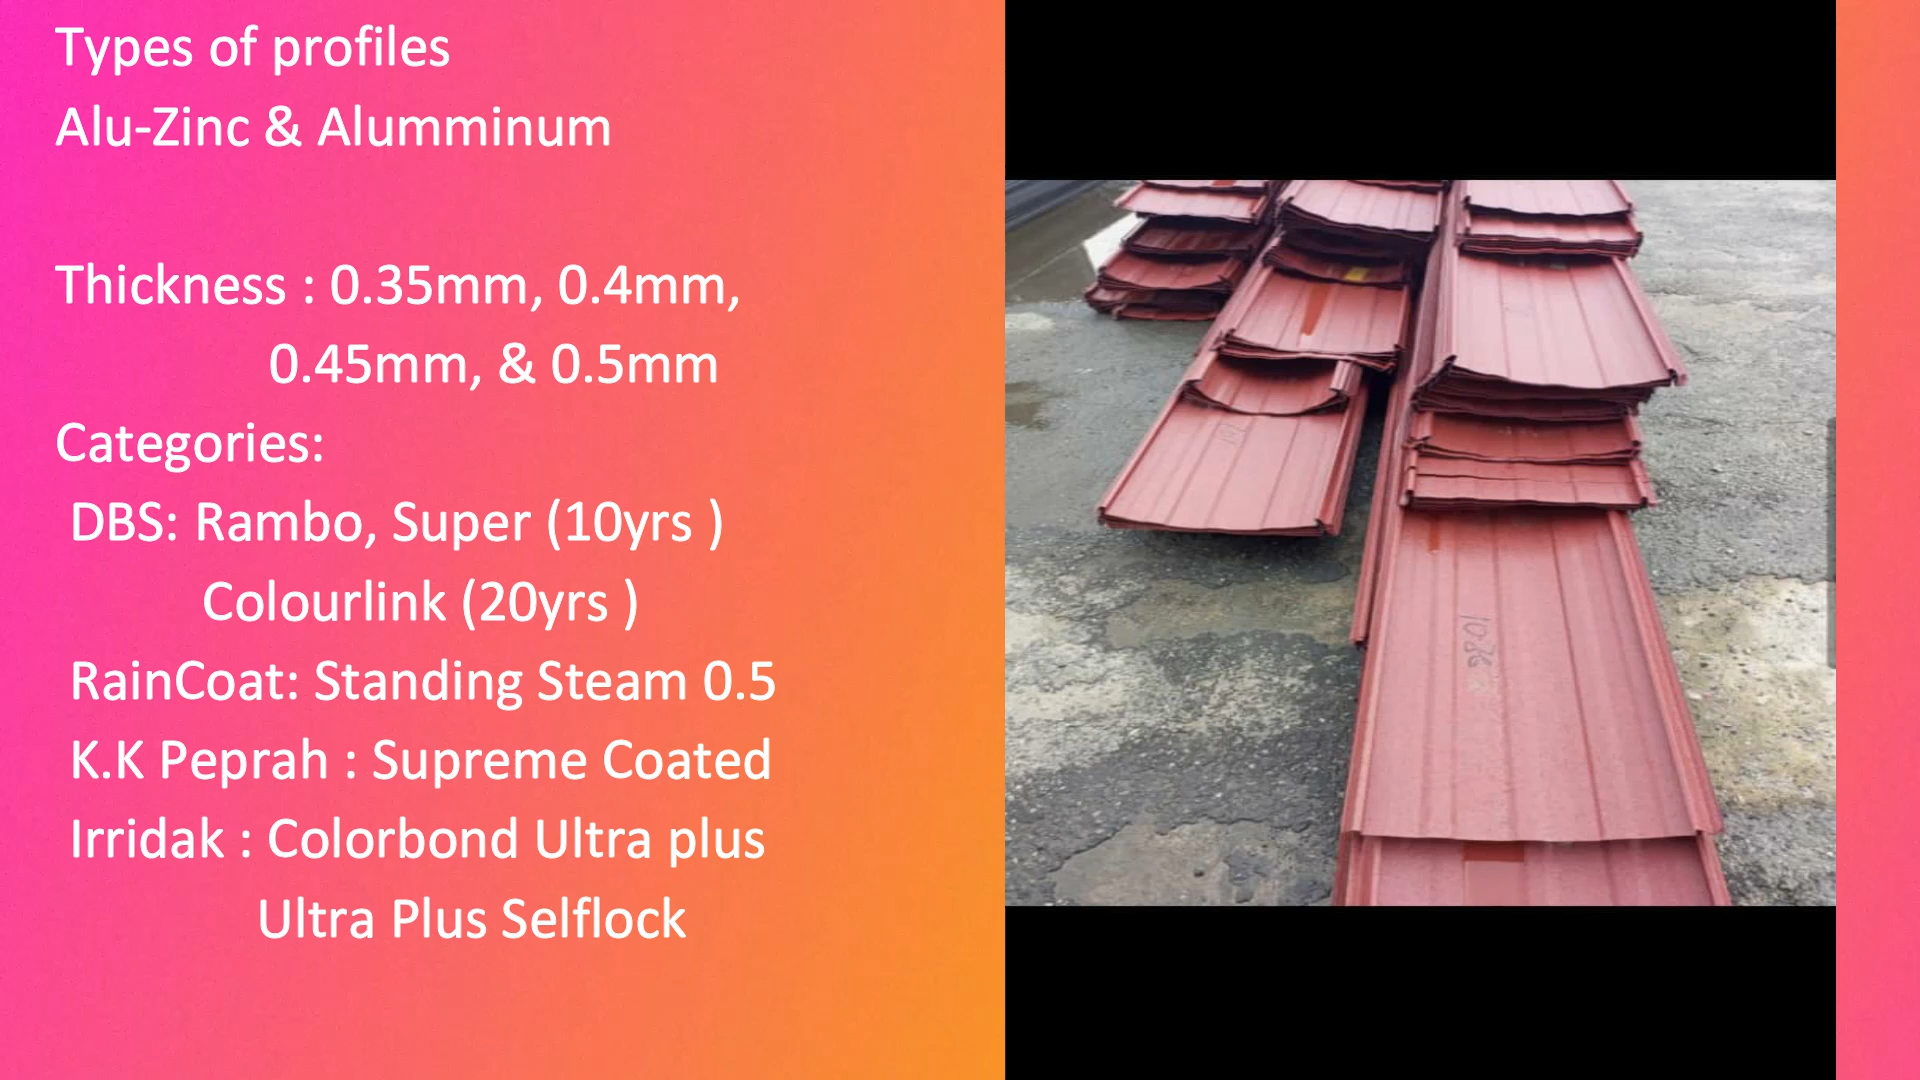 Types of profiles
Alu-Zinc & Alumminum
Thickness : 0.35mm, 0.4mm,
0.45mm, & 0.5mm
Categories:
DBS: Rambo, Super (10yrs )
Colourlink (20yrs )
RainCoat: Standing Steam 0.5
K.K Peprah : Supreme Coated
Irridak : Colorbond Ultra plus
Ultra Plus Selflock